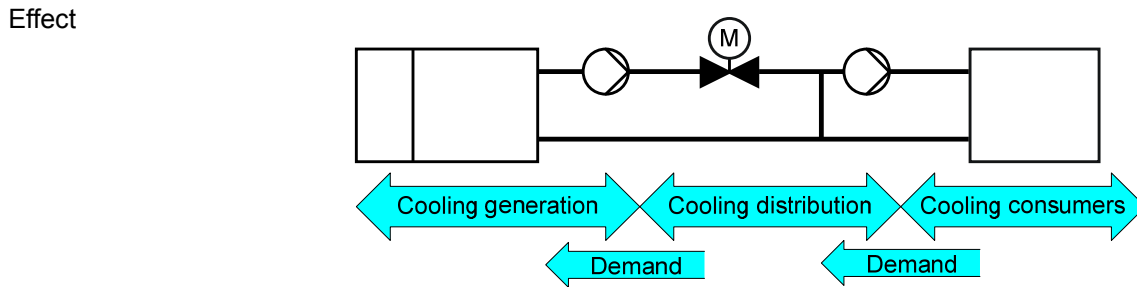 Effect
M
Cooling generation
Cooling distribution
Cooling consumers
Demand
Demand